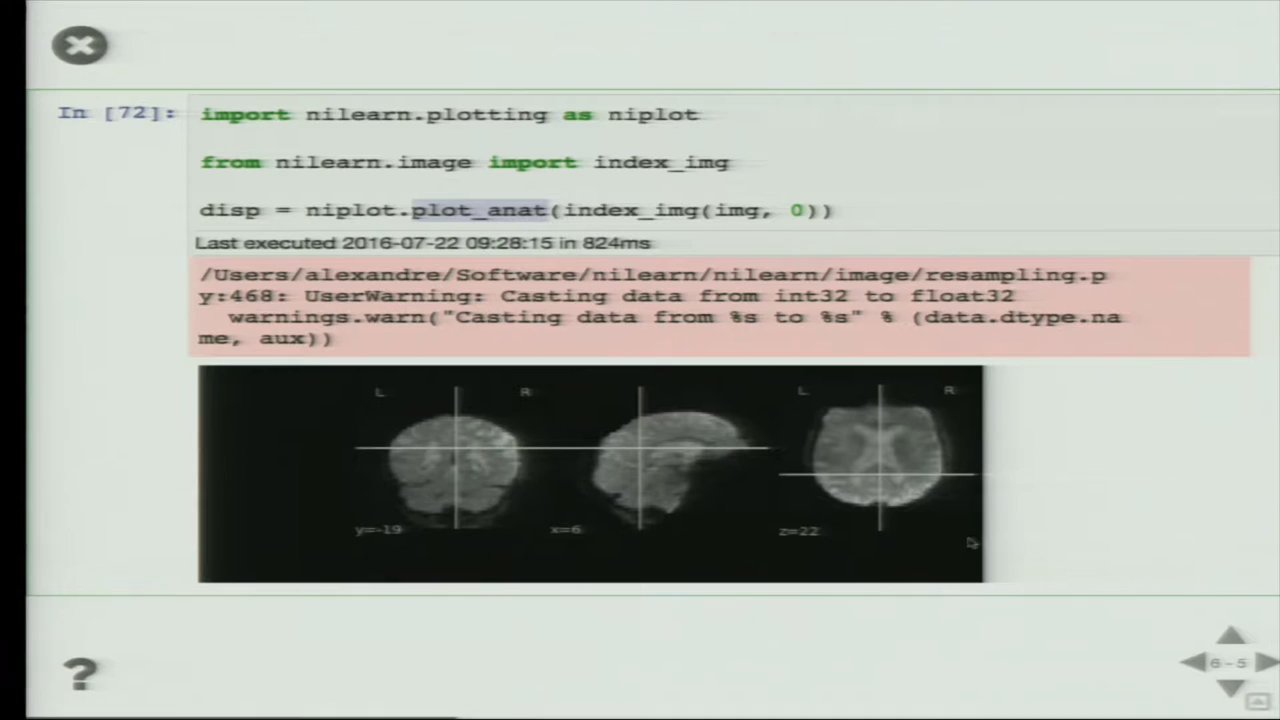 In [72]:
import nilearn.plotting as niplot
from nilearn.image import index_img
disp = niplot.plot_anat(index_img(img, 0))
Last executed 2016-07-22 09:28:15 in 824ms
/Users/alexandre/Software/nilearn/nilearn/image/resampling.p
y:468: UserWarning: Casting data from int32 to float32
warnings.warn("Casting data from %s to %s" % (data.dtype.na
me, aux))
L R L R
y=-19 x=6 z=22
?
6-5